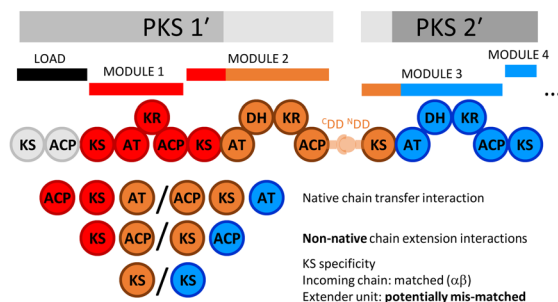 PKS 1′ PKS 2′
LOAD MODULE 2 MODULE 4
MODULE 1 MODULE 3 ...
KR DH KR CDD NDD DH KR
KS ACP KS AT ACP KS AT ACP KS AT ACP KS
ACP KS AT / ACP KS AT Native chain transfer interaction
KS ACP / KS ACP Non-native chain extension interactions
KS / KS KS specificity
Incoming chain: matched (αβ)
Extender unit: potentially mis-matched